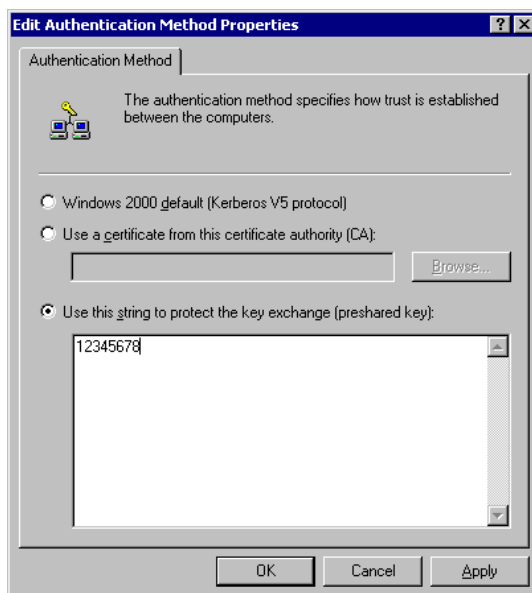 Edit Authentication Method Properties
Authentication Method
The authentication method specifies how trust is established
between the computers.
Windows 2000 default (Kerberos V5 protocol)
Use a certificate from this certificate authority (CA):
Browse...
Use this string to protect the key exchange (preshared key):
12345678
OK Cancel Apply